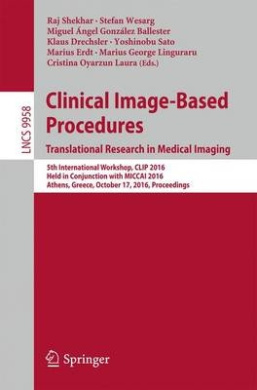 Raj Shekhar · Stefan Wesarg
Miguel Ángel González Ballester
Klaus Drechsler · Yoshinobu Sato
Marius Erdt · Marius George Linguraru
Cristina Oyarzun Laura (Eds.)
LNCS 9958
Clinical Image-Based
Procedures
Translational Research in Medical Imaging
5th International Workshop, CLIP 2016
Held in Conjunction with MICCAI 2016
Athens, Greece, October 17, 2016, Proceedings
Springer